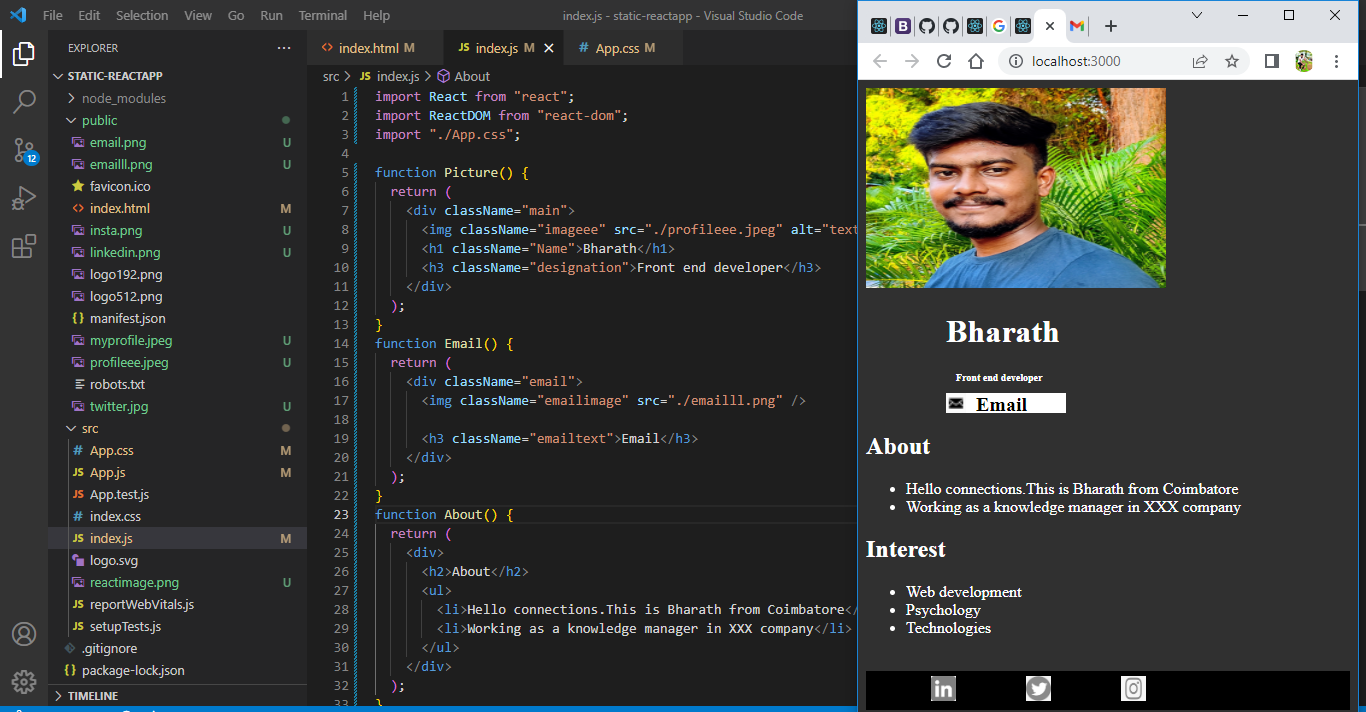 File Edit Selection View Go Run Terminal Help
index.js - static-reactapp - Visual Studio Code
EXPLORER
STATIC-REACTAPP
node_modules
public
email.png U
emailll.png U
favicon.ico
index.html M
insta.png U
linkedin.png U
logo192.png
logo512.png
manifest.json
myprofile.jpeg U
profileee.jpeg U
robots.txt
twitter.jpg U
src
App.css M
App.js M
App.test.js
index.css
index.js M
logo.svg
reactimage.png U
reportWebVitals.js
setupTests.js
.gitignore
package-lock.json
TIMELINE
12
index.html M
JS index.js M
# App.css M
src > JS index.js > About
1 import React from "react";
2 import ReactDOM from "react-dom";
3 import "./App.css";
4
5 function Picture() {
6 return (
7 <div className="main">
8 <img className="imageee" src="./profileee.jpeg" alt="text
9 <h1 className="Name">Bharath</h1>
10 <h3 className="designation">Front end developer</h3>
11 </div>
12 );
13 }
14 function Email() {
15 return (
16 <div className="email">
17 <img className="emailimage" src="./emailll.png" />
18
19 <h3 className="emailtext">Email</h3>
20 </div>
21 );
22 }
23 function About() {
24 return (
25 <div>
26 <h2>About</h2>
27 <ul>
28 <li>Hello connections.This is Bharath from Coimbatore</
29 <li>Working as a knowledge manager in XXX company</li>
30 </ul>
31 </div>
32 );
33 }
localhost:3000
Bharath
Front end developer
Email
About
Hello connections.This is Bharath from Coimbatore
Working as a knowledge manager in XXX company
Interest
Web development
Psychology
Technologies
in